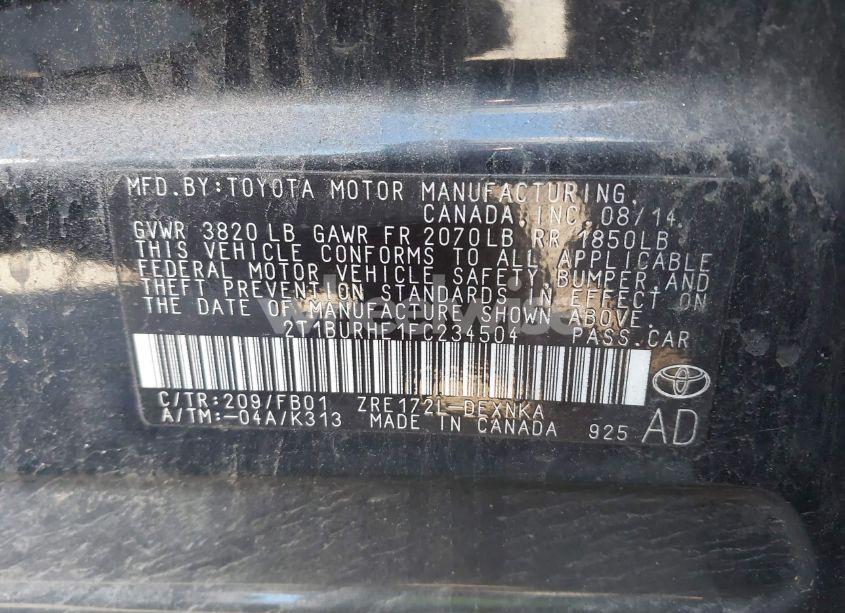 MFD.BY:TOYOTA MOTOR MANUFACTURING,
CANADA,INC. 08/14
GVWR 3820LB GAWR FR 2070LB RR 1850LB
THIS VEHICLE CONFORMS TO ALL APPLICABLE
FEDERAL MOTOR VEHICLE SAFETY,BUMPER,AND
THEFT PREVENTION STANDARDS IN EFFECT ON
THE DATE OF MANUFACTURE SHOWN ABOVE.
2T1BURHE1FC234504 PASS.CAR
C/TR:209/FB01 ZRE172L-DEXNKA
A/TM:-04A/K313 MADE IN CANADA 925 AD